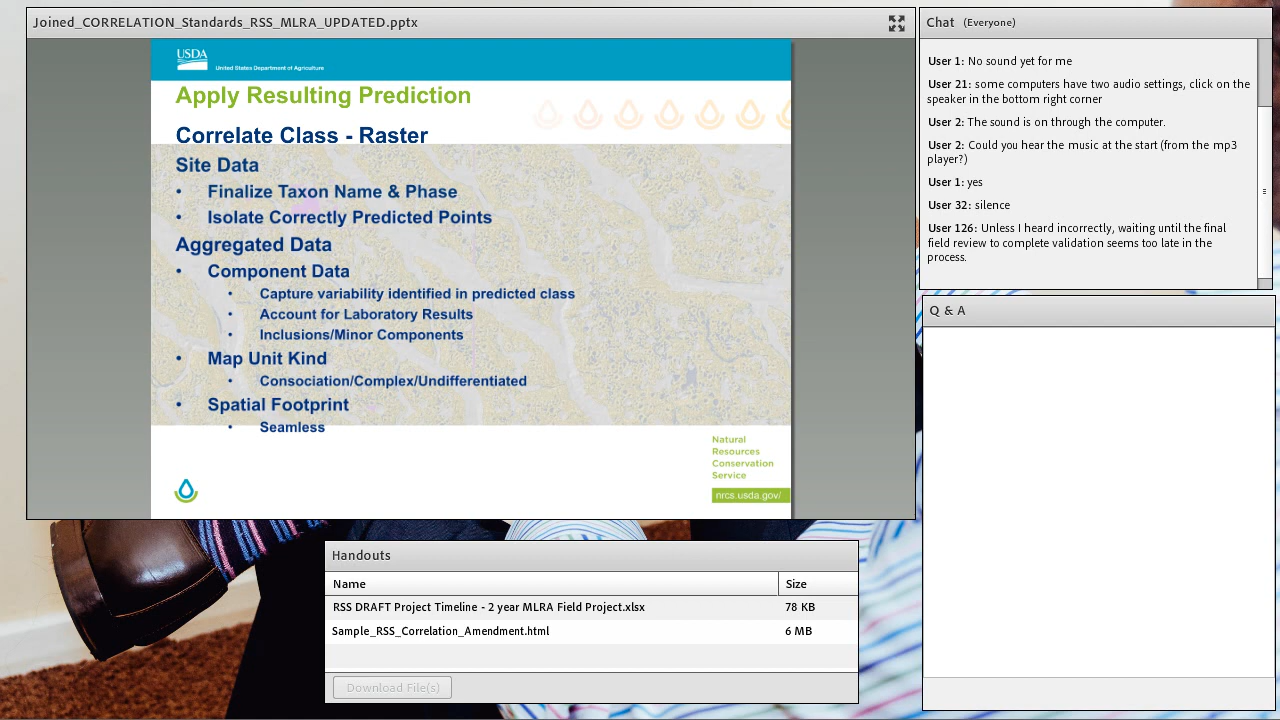 Joined_CORRELATION_Standards_RSS_MLRA_UPDATED.pptx
USDA
United States Department of Agriculture
Apply Resulting Prediction
Correlate Class - Raster
Site Data
• Finalize Taxon Name & Phase
• Isolate Correctly Predicted Points
Aggregated Data
• Component Data
• Capture variability identified in predicted class
• Account for Laboratory Results
• Inclusions/Minor Components
• Map Unit Kind
• Consociation/Complex/Undifferentiated
• Spatial Footprint
• Seamless
Natural
Resources
Conservation
Service
nrcs.usda.gov/
Chat (Everyone)
User 1: no sound yet for me
User 21: some computers have two audio settings, click on the
speaker in the bottom right corner
User 2: The sound is on through the computer.
User 2: Could you hear the music at the start (from the mp3
player?)
User 1: yes
User 32: silence
User 126: Unless I heard incorrectly, waiting until the final
field review to complete validation seems too late in the
process.
Q & A
Handouts
Name Size
RSS DRAFT Project Timeline - 2 year MLRA Field Project.xlsx 78 KB
Sample_RSS_Correlation_Amendment.html 6 MB
Download File(s)